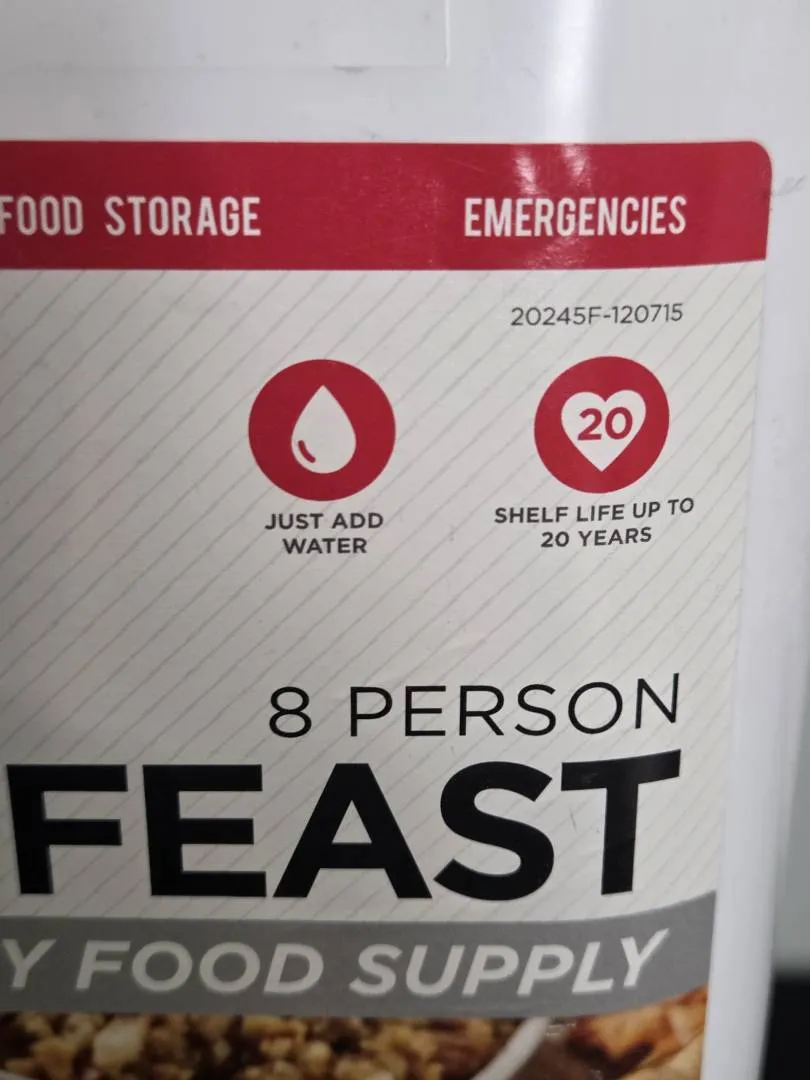 FOOD STORAGE EMERGENCIES
20245F-120715
20
JUST ADD
WATER
SHELF LIFE UP TO
20 YEARS
8 PERSON
FEAST
Y FOOD SUPPLY